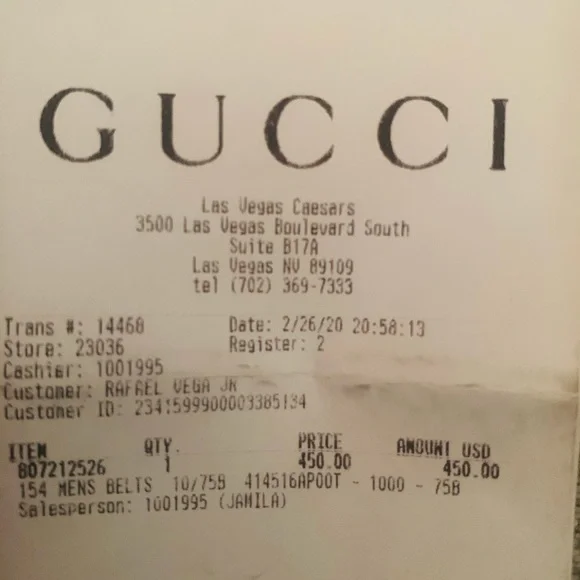 GUCCI
Las Vegas Caesars
3500 Las Vegas Boulevard South
Suite B17A
Las Vegas NV 89109
tel (702) 369-7333
Trans #: 14468 Date: 2/26/20 20:58:13
Store: 23036 Register: 2
Cashier: 1001995
Customer: RAFAEL VEGA JR
Customer ID:
ITEM QTY. PRICE AMOUNT USD
807212526 1 450.00 450.00
154 MENS BELTS 10/75B 414516AP00T - 1000 - 75B
Salesperson: 1001995 (JAMILA)